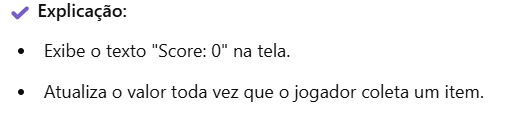 Explicação:
Exibe o texto "Score: 0" na tela.
Atualiza o valor toda vez que o jogador coleta um item.